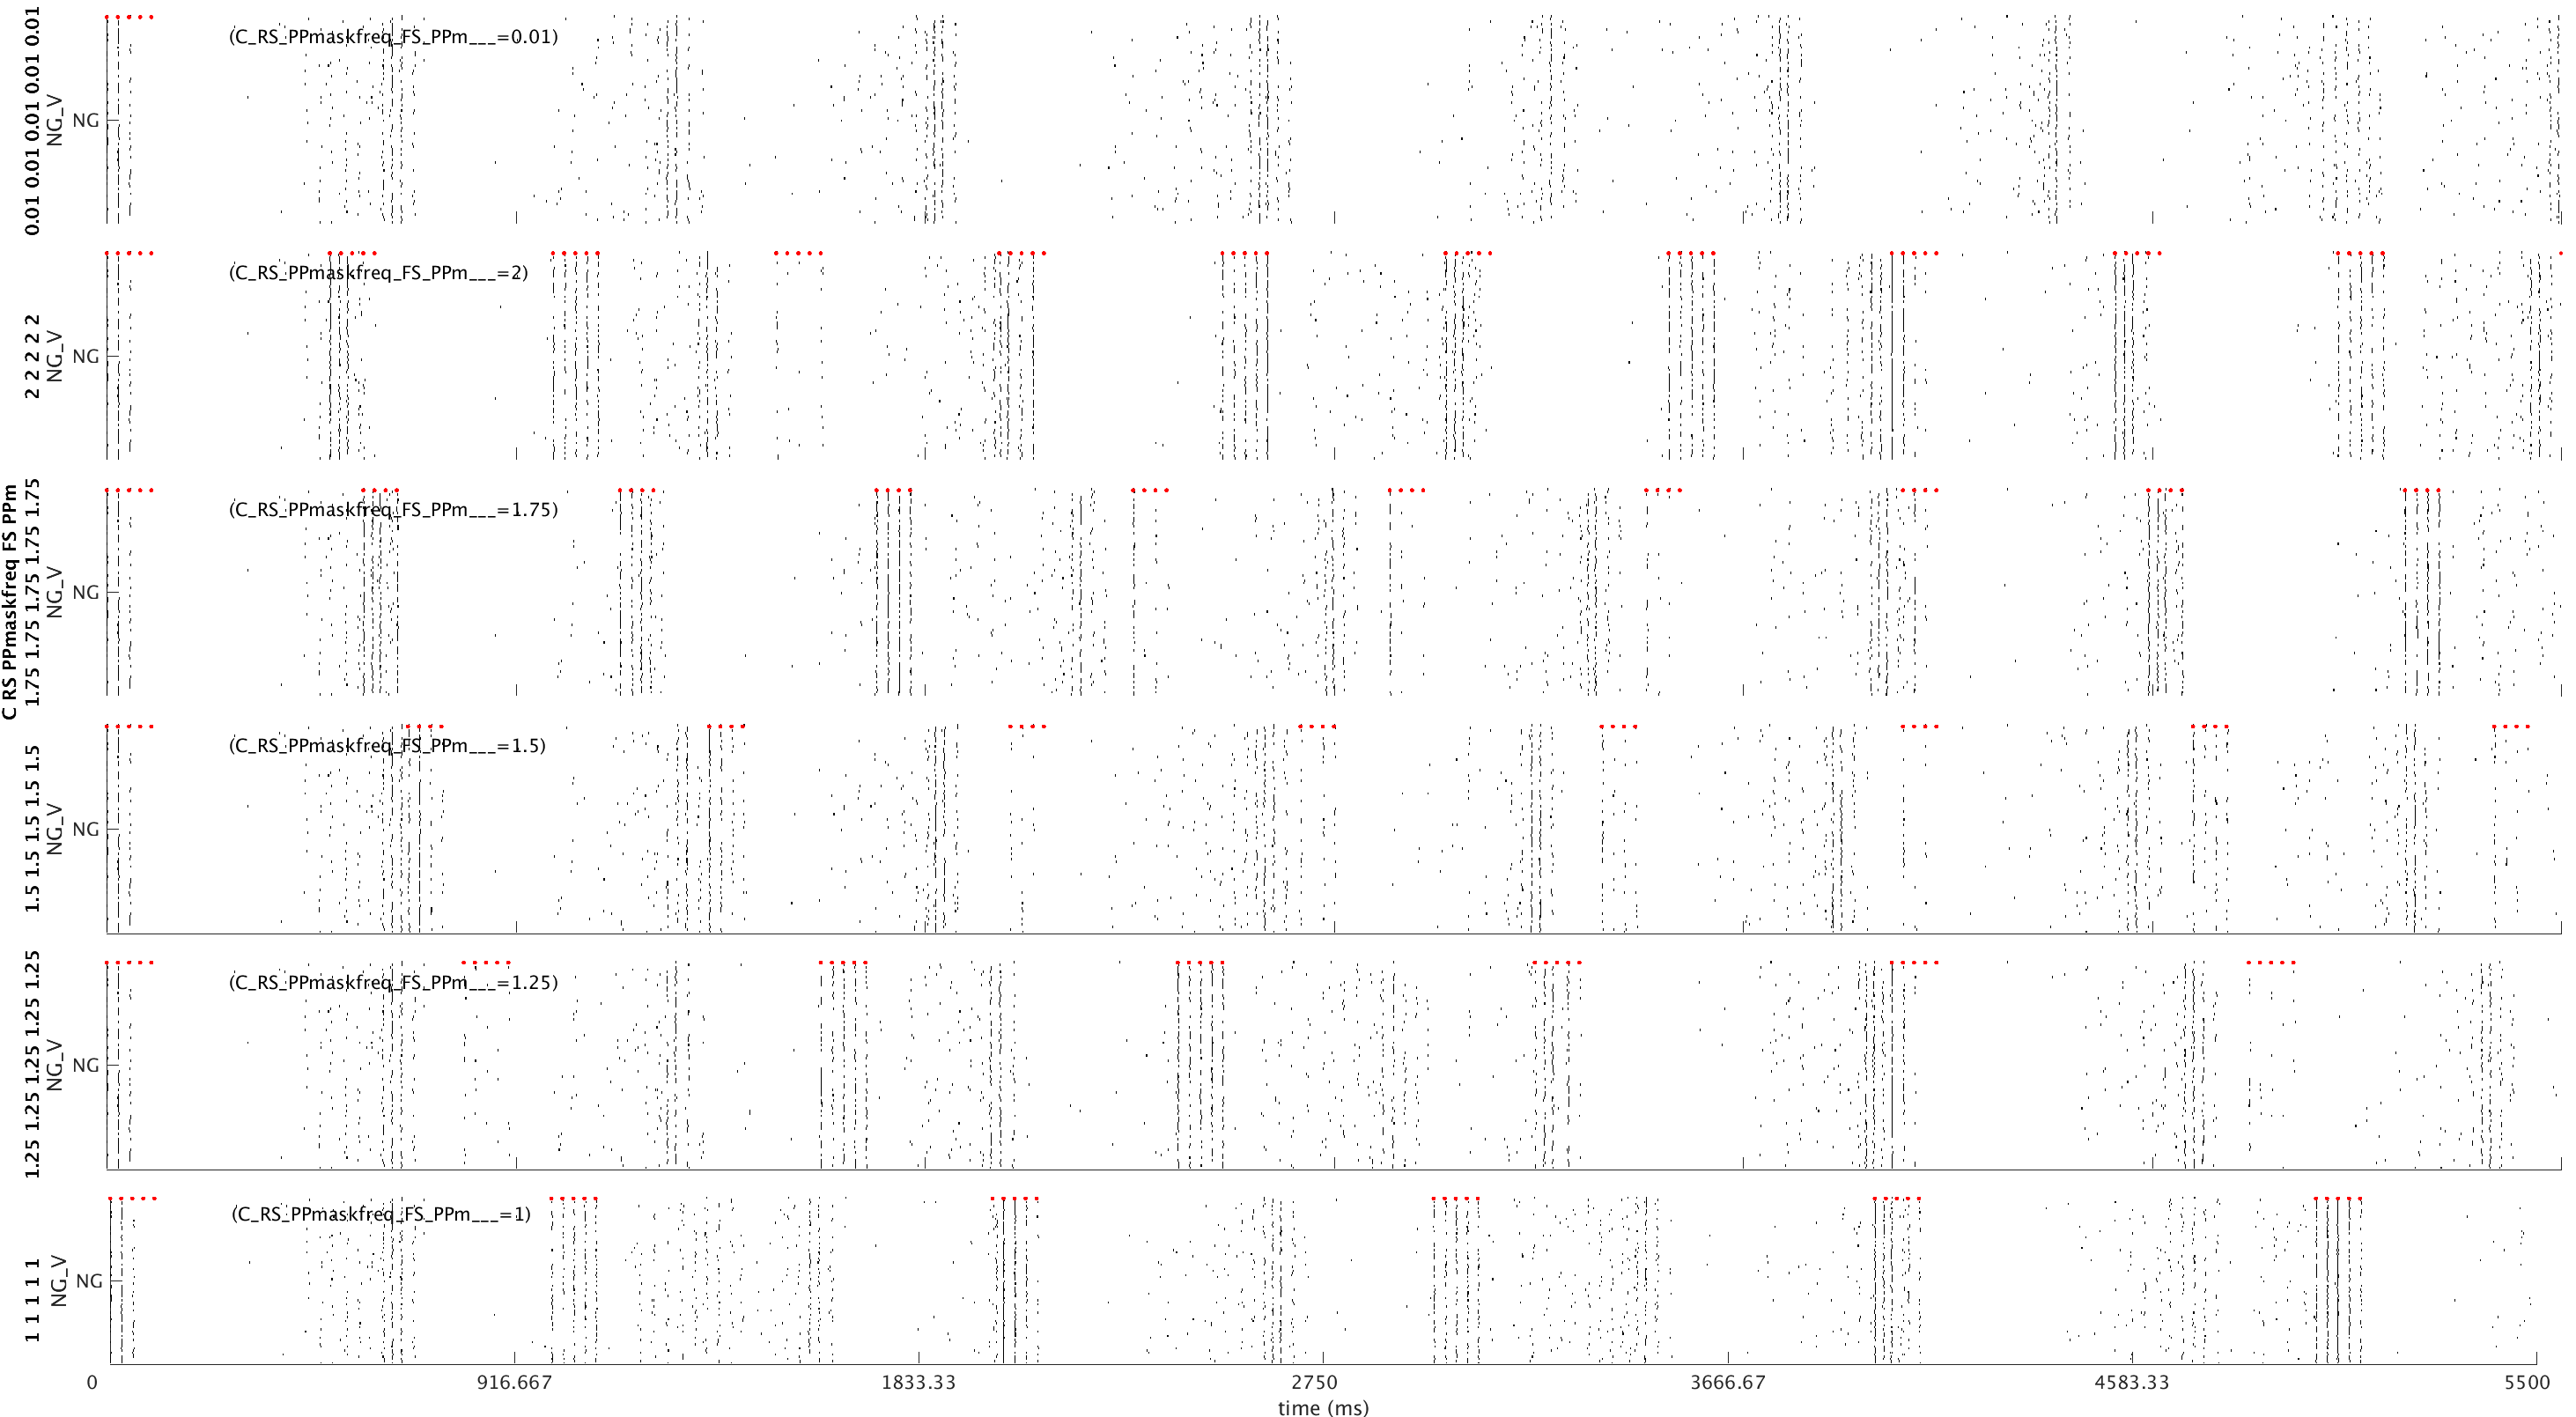 C RS PPmaskfreq FS PPm
0.01 0.01 0.01 0.01 0.01 0.01
NG_V
NG
(C_RS_PPmaskfreq_FS_PPm___=0.01)
2 2 2 2 2
NG_V
NG
(C_RS_PPmaskfreq_FS_PPm___=2)
1.75 1.75 1.75 1.75 1.75
NG_V
NG
(C_RS_PPmaskfreq_FS_PPm___=1.75)
1.5 1.5 1.5 1.5 1.5
NG_V
NG
(C_RS_PPmaskfreq_FS_PPm___=1.5)
1.25 1.25 1.25 1.25 1.25
NG_V
NG
(C_RS_PPmaskfreq_FS_PPm___=1.25)
1 1 1 1 1
NG_V
NG
(C_RS_PPmaskfreq_FS_PPm___=1)
0 916.667 1833.33 2750 3666.67 4583.33 5500
time (ms)